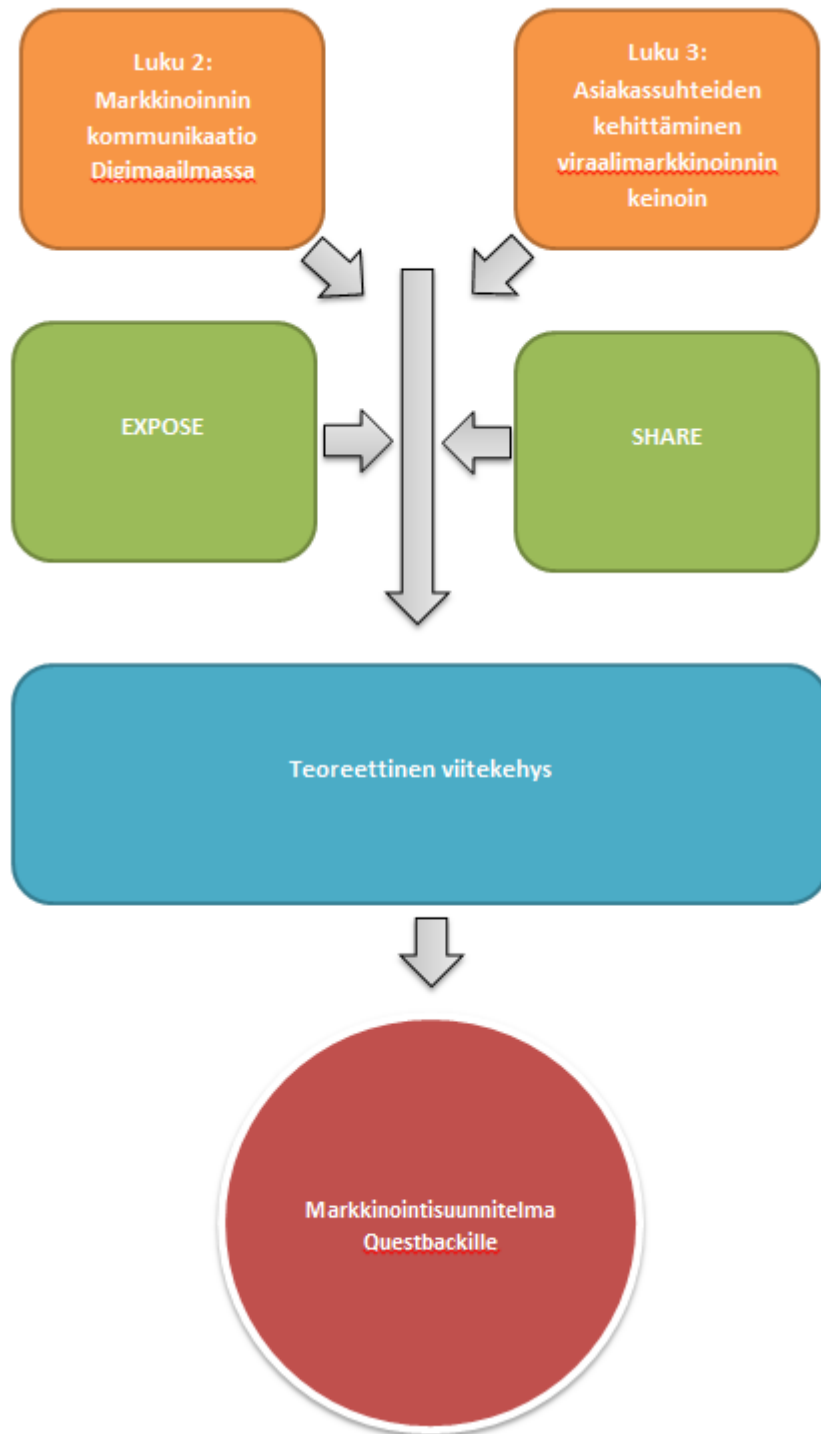 Luku 2:
Markkinoinnin
kommunikaatio
Digimaailmassa
Luku 3:
Asiakassuhteiden
kehittäminen
viraalimarkkinoinnin
keinoin
EXPOSE
SHARE
Teoreettinen viitekehys
Markkinointisuunnitelma
Questbackille